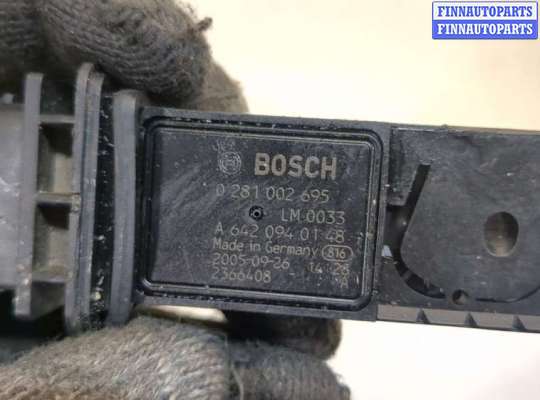 FINNAUTOPARTS
FINNAUTOPARTS
BOSCH
0 281 002 695
LM 0033
A 642 094 01 48
Made in Germany 816
2005-09-26 14:28
2366408 A